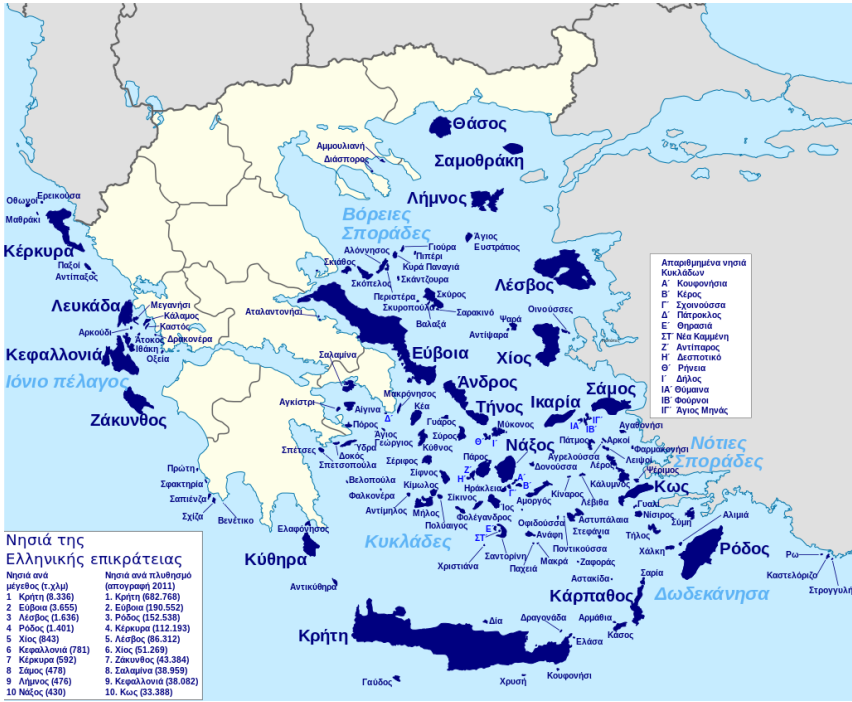 Θάσος
Σαμοθράκη
Αμμουλιανή
Διάσπορος
Λήμνος
Ερεικούσα
Οθωνοί
Μαθράκι
Κέρκυρα
Παξοί
Αντίπαξος
Βόρειες
Σποράδες
Άγιος
Ευστράτιος
Αλόννησος
Γιούρα
Πιπέρι
Κυρά Παναγιά
Σκιάθος
Σκόπελος
Σκάντζουρα
Περιστέρα
Σκύρος
Σκυροπούλα
Σαρακινό
Βαλαξά
Λέσβος
Λευκάδα
Μεγανήσι
Κάλαμος
Καστός
Αρκούδι
Δρακονέρα
Άτοκος
Ιθάκη
Οξεία
Κεφαλλονιά
Ιόνιο πέλαγος
Ζάκυνθος
Αταλαντονήσι
Εύβοια
Ψαρά
Αντίψαρα
Οινούσσες
Χίος
Σαλαμίνα
Αγκίστρι
Αίγινα
Πόρος
Μακρόνησος
Κέα
Δ΄
Άγιος
Γεώργιος
Ύδρα
Δοκός
Σπέτσες
Σπετσοπούλα
Άνδρος
Τήνος
Γυάρος
Σύρος
Κύθνος
Μύκονος
Θ΄
Ι΄
Ικαρία
Σάμος
ΙΑ΄
ΙΒ΄
ΙΓ΄
Αγαθονήσι
Πάτμος
Αρκοί
Φαρμακονήσι
Λειψοί
Αγρελούσσα
Λέρος
Ψέριμος
Κάλυμνος
Νότιες
Σποράδες
Νάξος
Πάρος
Δονούσσα
Σέριφος
Σίφνος
Ζ΄
Η΄
Α΄
Β΄
Γ΄
Ηράκλεια
Αμοργός
Κίναρος
Λέβιθα
Κως
Γυαλί
Νίσυρος
Σύμη
Αλιμιά
Τήλος
Χάλκη
Ρόδος
Ρω
Καστελόριζο
Στρογγυλή
Βελοπούλα
Φαλκονέρα
Κίμωλος
Αντίμηλος
Μήλος
Πολύαιγος
Σίκινος
Ίος
Φολέγανδρος
Κυκλάδες
Ε΄
ΣΤ΄
Χριστιάνα
Σαντορίνη
Ανάφη
Παχειά
Μακρά
Οφιδούσσα
Ποντικούσσα
Αστυπάλαια
Στεφάνια
Ζαφοράς
Αστακίδα
Δωδεκάνησα
Σαρία
Κάρπαθος
Αρμάθια
Κάσος
Πρώτη
Σφακτηρία
Σαπιέντζα
Σχίζα
Βενέτικο
Ελαφόνησος
Κύθηρα
Αντικύθηρα
Κρήτη
Δία
Δραγονάδα
Ελάσα
Κουφονήσι
Χρυσή
Γαύδος
Απαριθμημένα νησιά
Κυκλάδων
Α΄ Κουφονήσια
Β΄ Κέρος
Γ΄ Σχοινούσσα
Δ΄ Πάτροκλος
Ε΄ Θηρασιά
ΣΤ΄ Νέα Καμμένη
Ζ΄ Αντίπαρος
Η΄ Δεσποτικό
Θ΄ Ρήνεια
Ι΄ Δήλος
ΙΑ΄ Θύμαινα
ΙΒ΄ Φούρνοι
ΙΓ΄ Άγιος Μηνάς
Νησιά της
Ελληνικής επικράτειας
Νησιά ανά
μέγεθος (τ.χλμ)
1 Κρήτη (8.336)
2 Εύβοια (3.655)
3 Λέσβος (1.636)
4 Ρόδος (1.401)
5 Χίος (843)
6 Κεφαλλονιά (781)
7 Κέρκυρα (592)
8 Σάμος (478)
9 Λήμνος (476)
10 Νάξος (430)
Νησιά ανά πληθυσμό
(απογραφή 2011)
1. Κρήτη (682.768)
2. Εύβοια (190.552)
3. Ρόδος (152.538)
4. Κέρκυρα (112.193)
5. Λέσβος (86.312)
6. Χίος (51.269)
7. Ζάκυνθος (43.384)
8. Σαλαμίνα (38.959)
9. Κεφαλλονιά (38.082)
10. Κως (33.388)